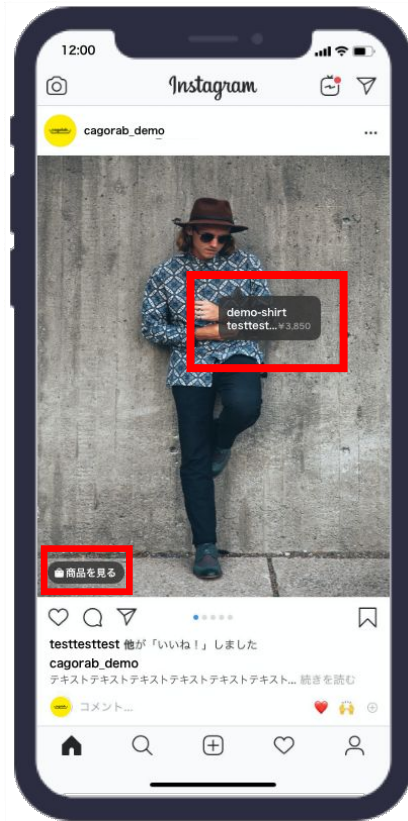 12:00
Instagram
cagorab_demo
demo-shirt
testtest...¥3,850
商品を見る
testtesttest 他が「いいね！」しました
cagorab_demo
テキストテキストテキストテキストテキストテキスト... 続きを読む
コメント...